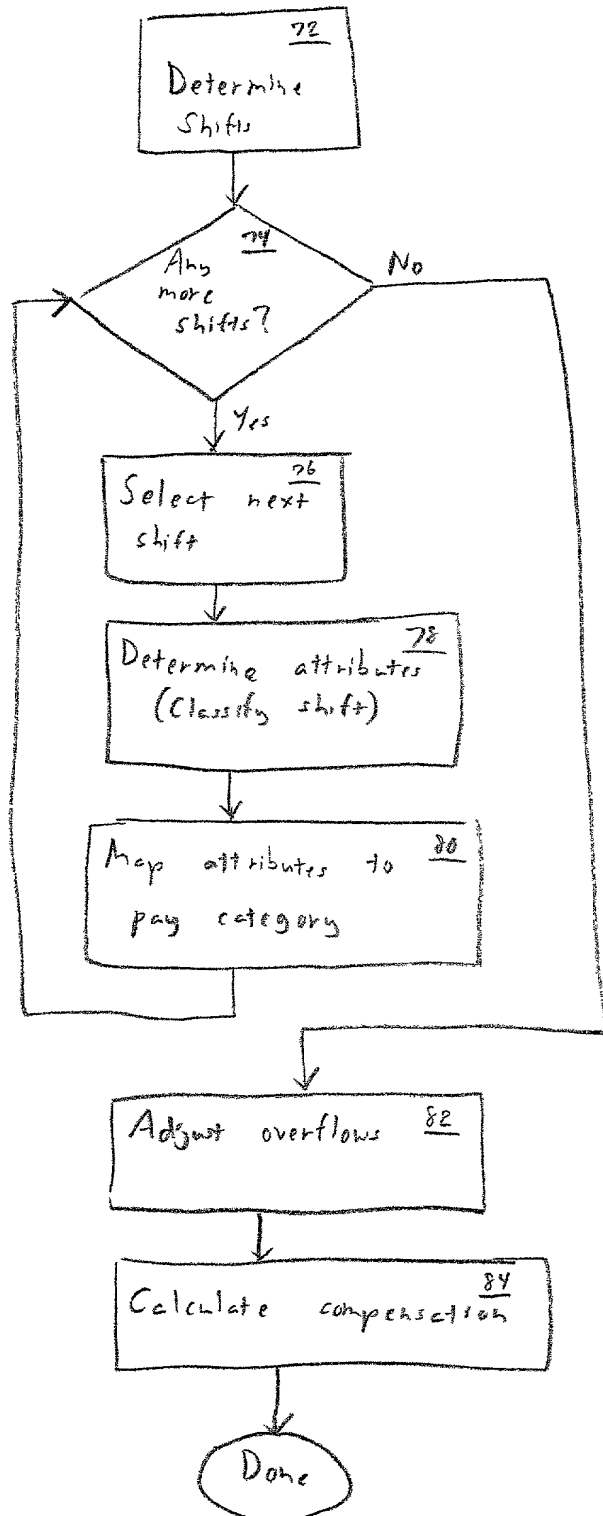 72
Determine
Shifts
74
Any
more
shifts?
No
Yes
76
Select next
shift
78
Determine attributes
(Classify shift)
Map attributes to 80
pay category
Adjust overflows 82
84
Calculate compensation
Done